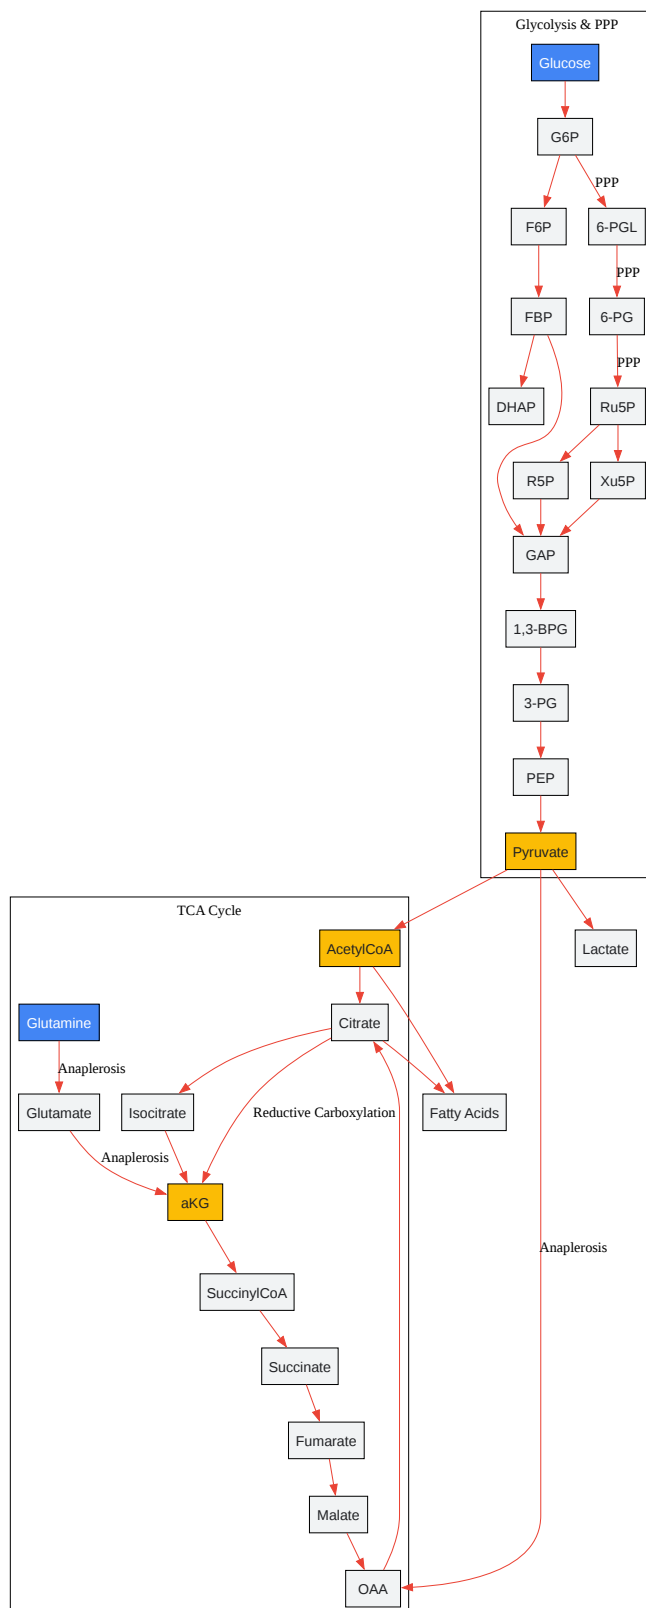 Glycolysis & PPP
Glucose
G6P
PPP
F6P
6-PGL
PPP
FBP
6-PG
PPP
DHAP
Ru5P
R5P
Xu5P
GAP
1,3-BPG
3-PG
PEP
Pyruvate
TCA Cycle
AcetylCoA
Lactate
Glutamine
Citrate
Anaplerosis
Glutamate
Isocitrate
Reductive Carboxylation
Fatty Acids
Anaplerosis
aKG
Anaplerosis
SuccinylCoA
Succinate
Fumarate
Malate
OAA